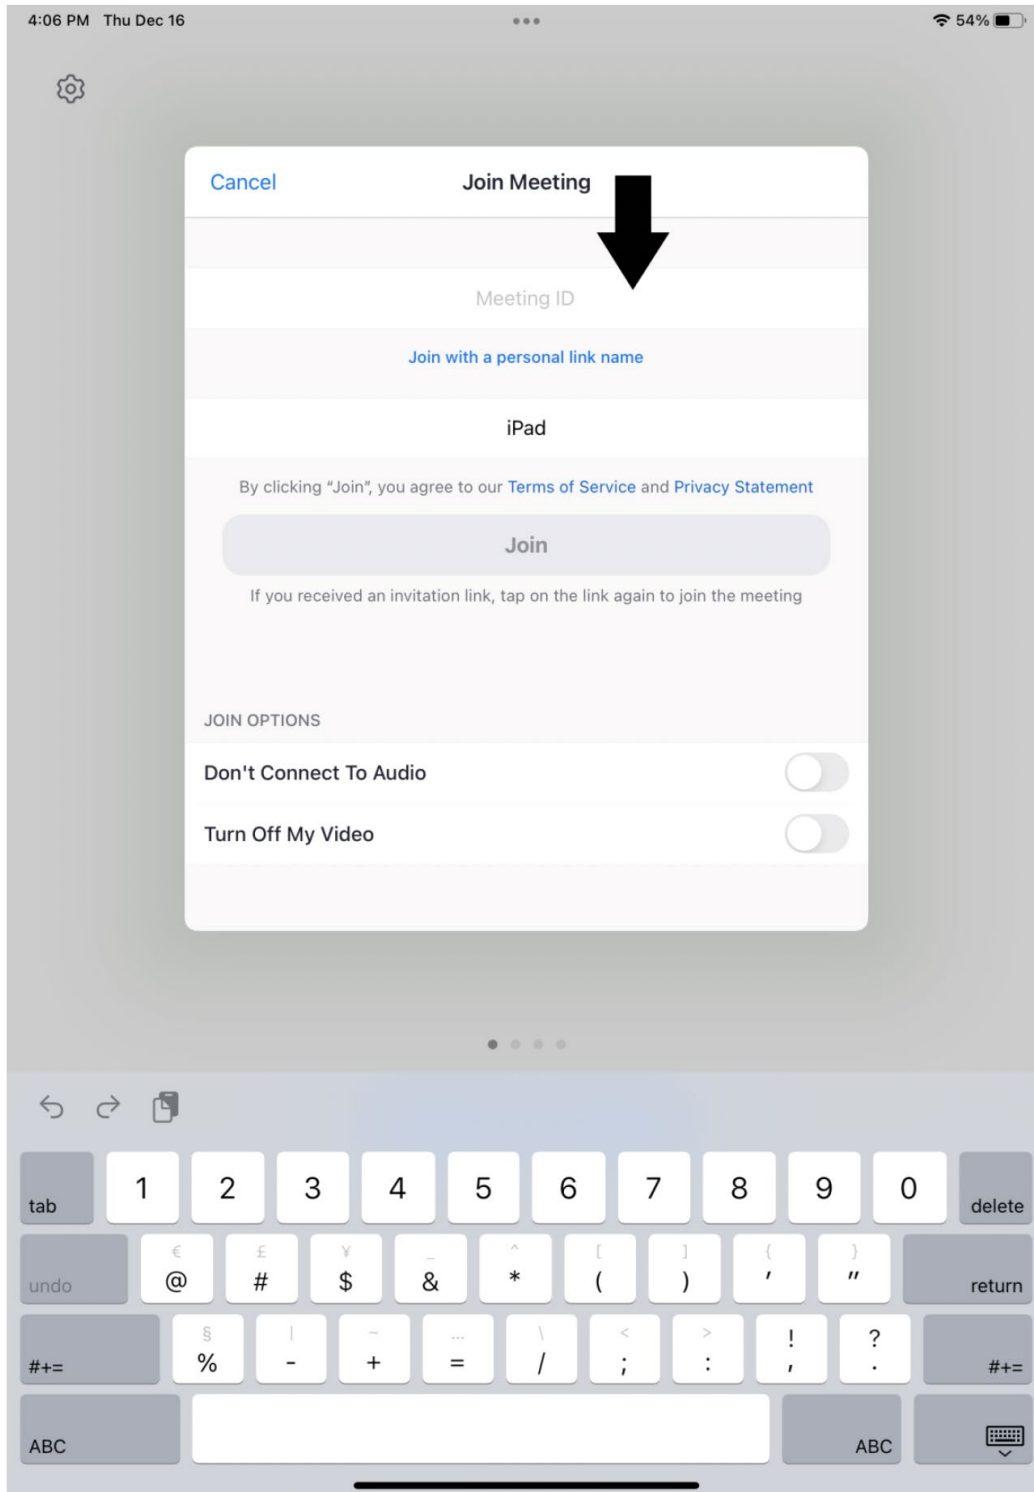 4:06 PM Thu Dec 16
54%
Cancel Join Meeting
Meeting ID
Join with a personal link name
iPad
By clicking “Join”, you agree to our Terms of Service and Privacy Statement
Join
If you received an invitation link, tap on the link again to join the meeting
JOIN OPTIONS
Don't Connect To Audio
Turn Off My Video
tab 1 2 3 4 5 6 7 8 9 0 delete
€ £ ¥ _ ^ [ ] { }
undo @ # $ & * ( ) ' " return
§ | ~ … \ < > ! ?
#+= % - + = / ; : , . #+=
ABC ABC